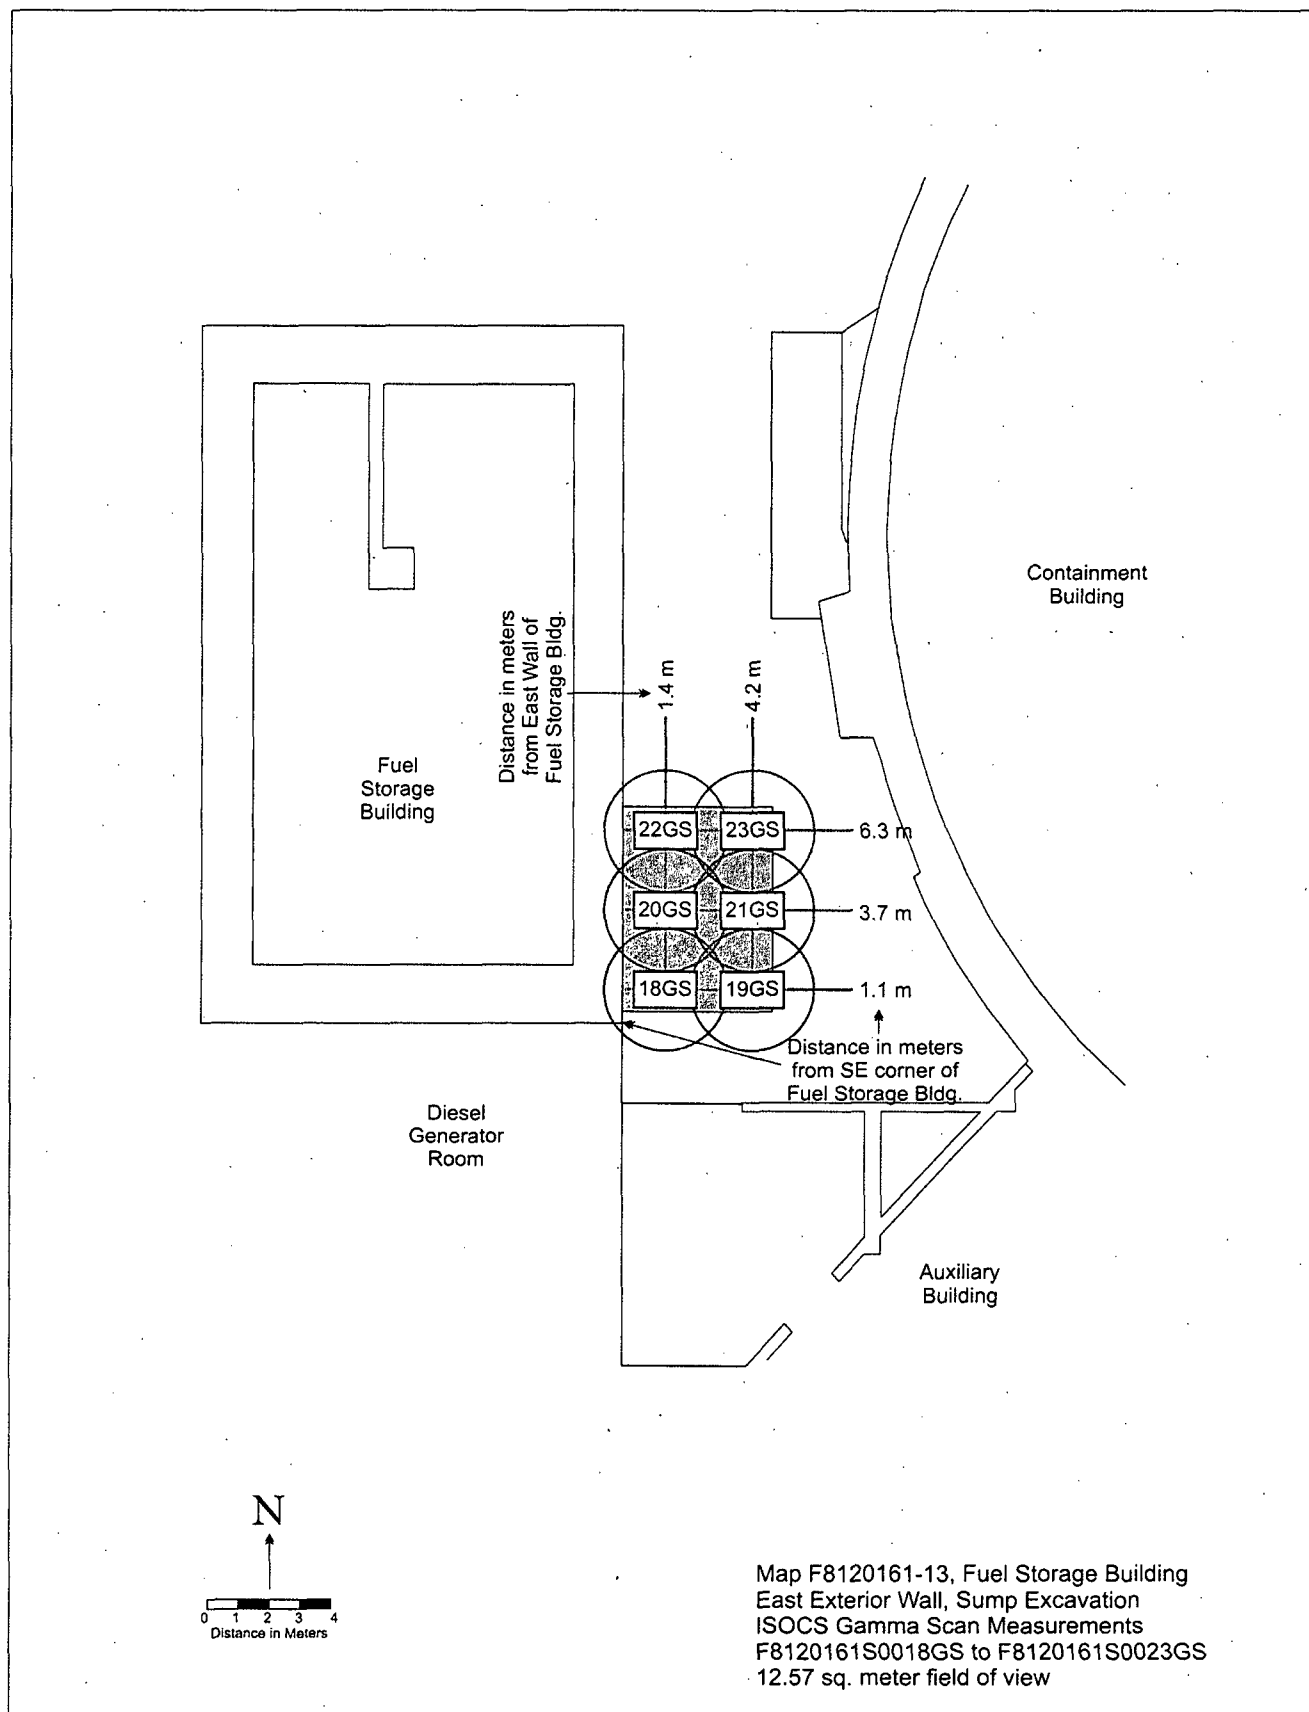 Containment
Building
Distance in meters
from East Wall of
Fuel Storage Bldg.
1.4 m
4.2 m
Fuel
Storage
Building
22GS
23GS
6.3 m
20GS
21GS
3.7 m
18GS
19GS
1.1 m
Distance in meters
from SE corner of
Fuel Storage Bldg.
Diesel
Generator
Room
Auxiliary
Building
N
0 1 2 3 4
Distance in Meters
Map F8120161-13, Fuel Storage Building
East Exterior Wall, Sump Excavation
ISOCS Gamma Scan Measurements
F8120161S0018GS to F8120161S0023GS
12.57 sq. meter field of view